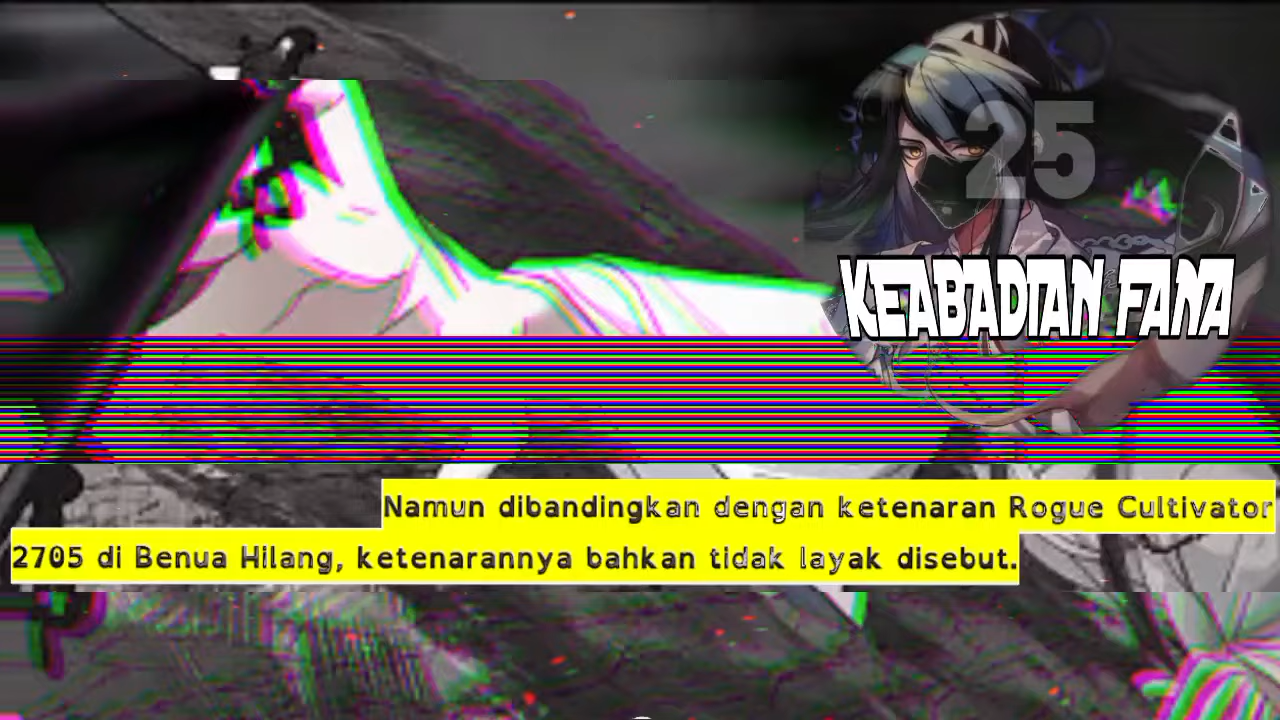 25
KEABADIAN FANA
Namun dibandingkan dengan ketenaran Rogue Cultivator
2705 di Benua Hilang, ketenarannya bahkan tidak layak disebut.